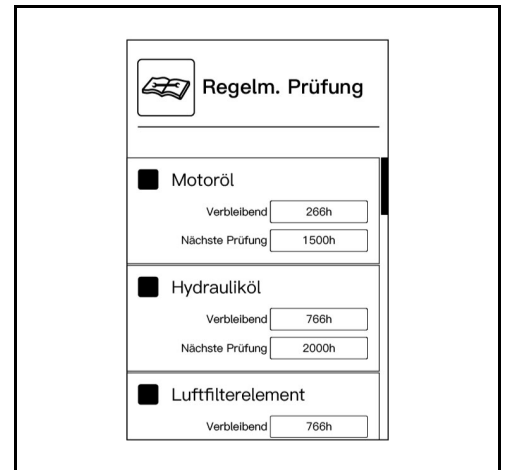 Regelm. Prüfung
Motoröl
Verbleibend 266h
Nächste Prüfung 1500h
Hydrauliköl
Verbleibend 766h
Nächste Prüfung 2000h
Luftfilterelement
Verbleibend 766h